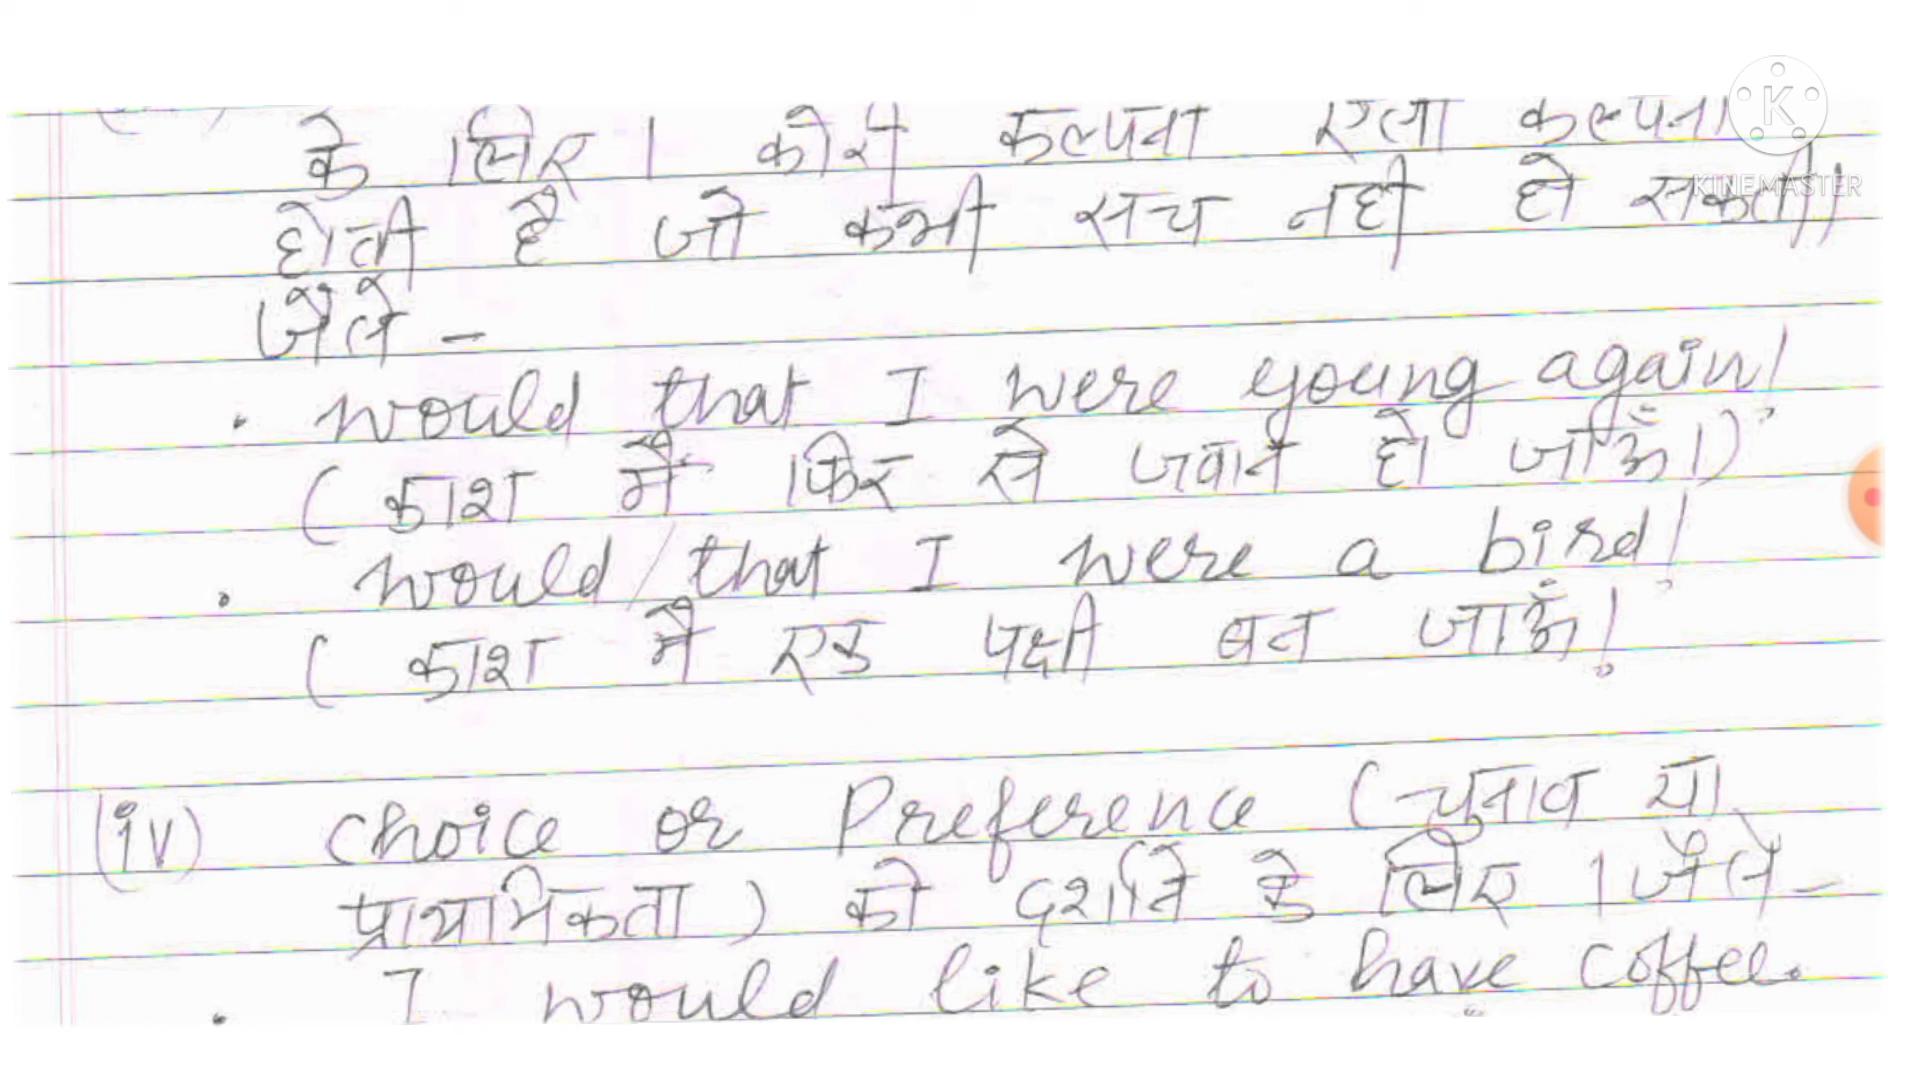 के लिए। कोरी कल्पना ऐसी कल्पना
KINEMASTER
होती है जो कभी सच नहीं हो सकती।
जैसे -
• would that I were young again!
( काश मैं फिर से जवान हो जाऊँ।)
• would that I were a bird!
( काश मैं एक पक्षी बन जाऊँ!
(iv) choice or Preference (चुनाव या
प्राथमिकता) को दर्शाने के लिए । जैसे -
• I would like to have coffee.